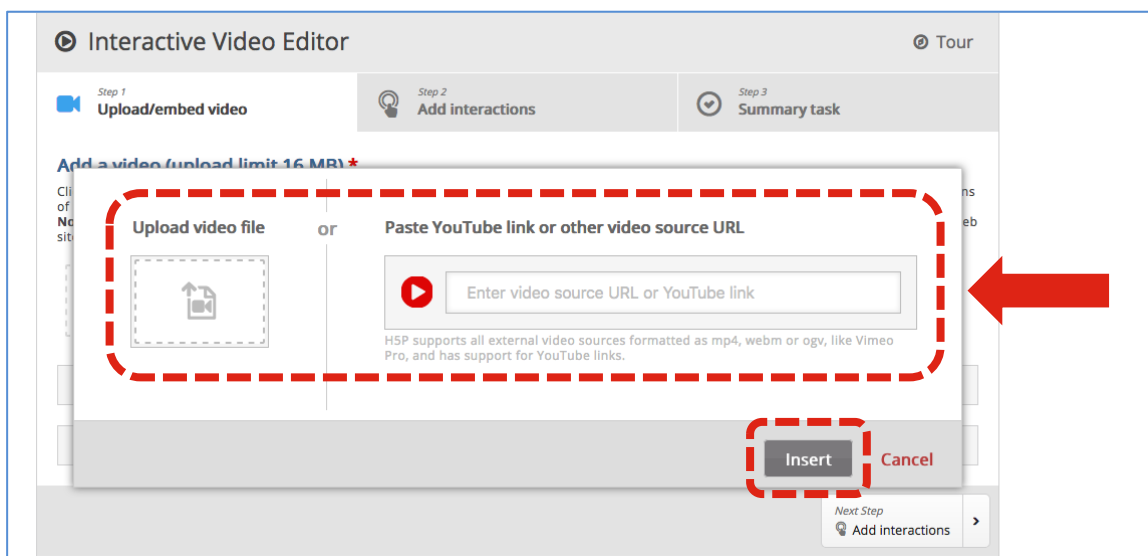 Interactive Video Editor
Tour
Step 1
Upload/embed video
Step 2
Add interactions
Step 3
Summary task
Add a video (upload limit 16 MB) *
Upload video file
or
Paste YouTube link or other video source URL
Enter video source URL or YouTube link
H5P supports all external video sources formatted as mp4, webm or ogv, like Vimeo
Pro, and has support for YouTube links.
Insert
Cancel
Next Step
Add interactions